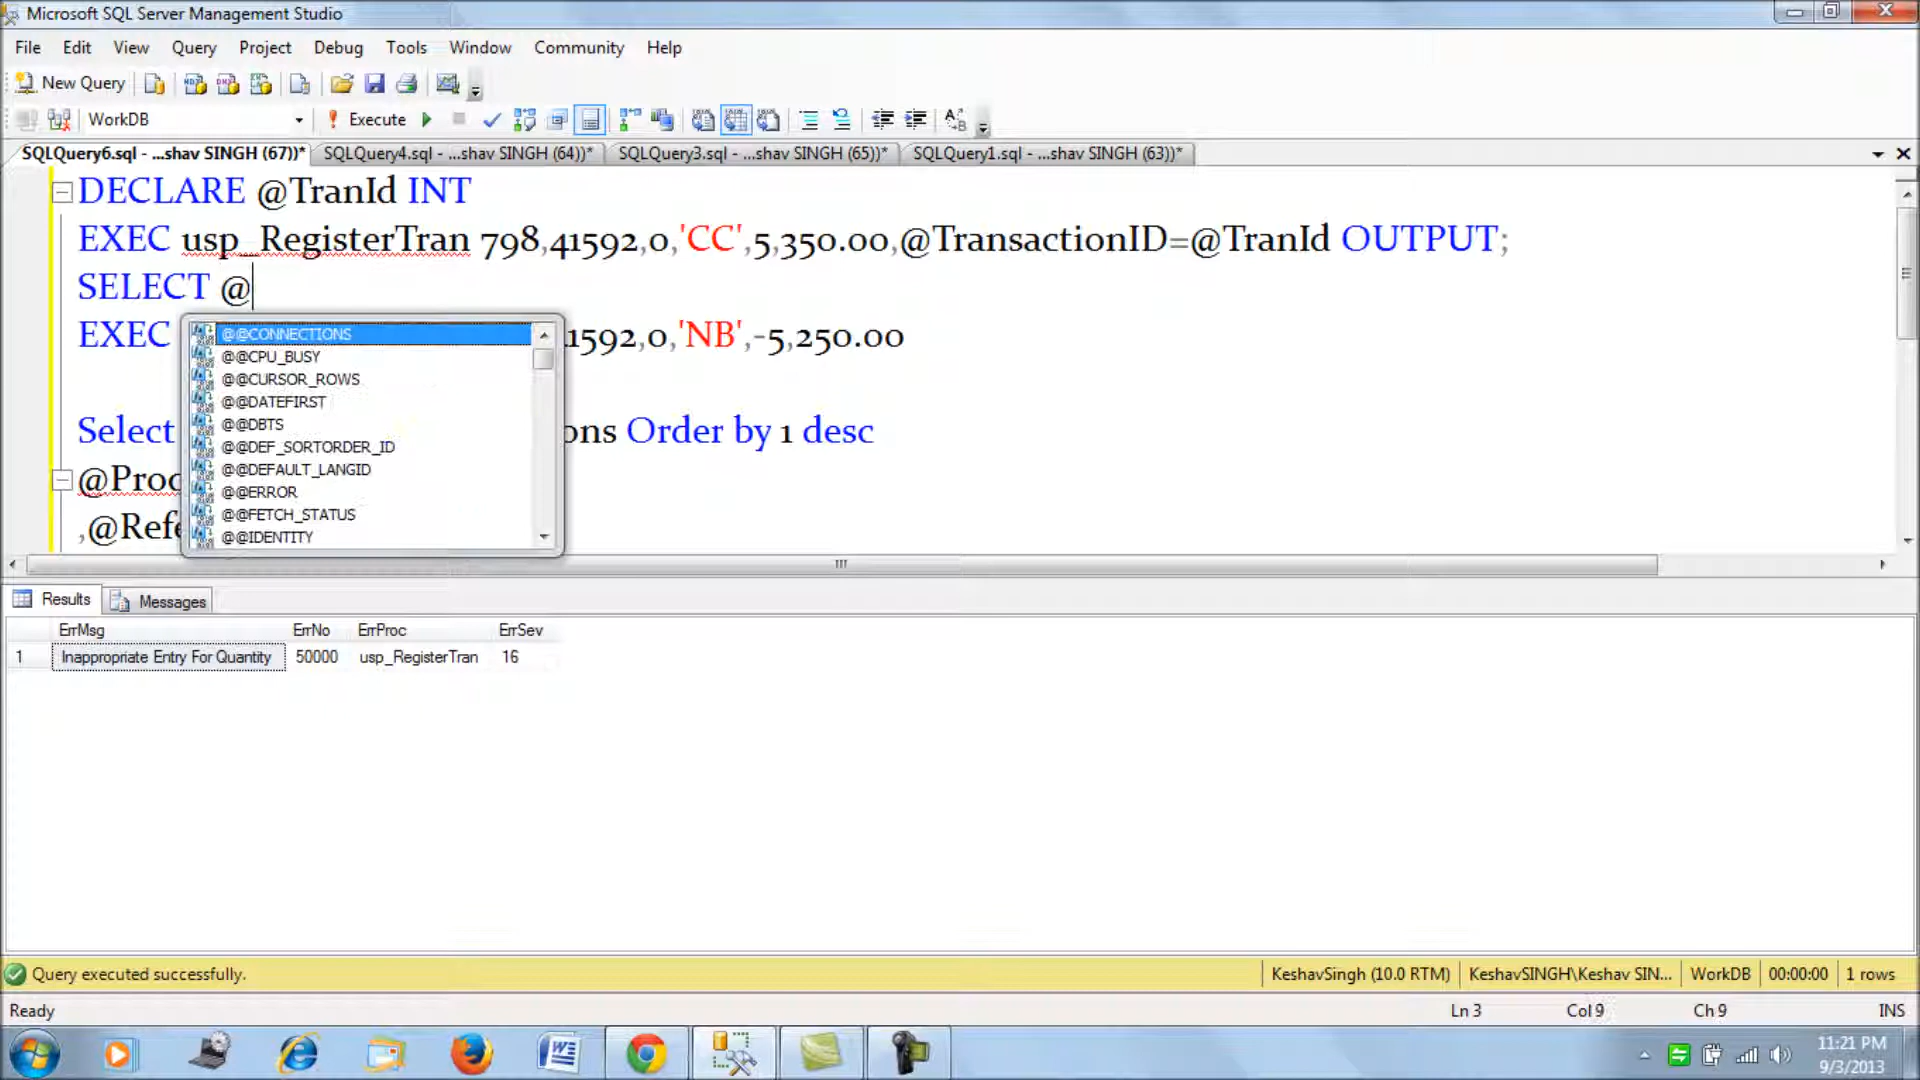 Microsoft SQL Server Management Studio
File Edit View Query Project Debug Tools Window Community Help
New Query
WorkDB Execute
SQLQuery6.sql - ...shav SINGH (67))* SQLQuery4.sql - ...shav SINGH (64))* SQLQuery3.sql - ...shav SINGH (65))* SQLQuery1.sql - ...shav SINGH (63))*
DECLARE @TranId INT
EXEC usp_RegisterTran 798,41592,0,'CC',5,350.00,@TransactionID=@TranId OUTPUT;
SELECT @
EXEC 1592,0,'NB',-5,250.00
@@CONNECTIONS
@@CPU_BUSY
@@CURSOR_ROWS
@@DATEFIRST
@@DBTS
@@DEF_SORTORDER_ID
@@DEFAULT_LANGID
@@ERROR
@@FETCH_STATUS
@@IDENTITY
Select ons Order by 1 desc
@Proc
,@Refe
Results Messages
ErrMsg ErrNo ErrProc ErrSev
1 Inappropriate Entry For Quantity 50000 usp_RegisterTran 16
Query executed successfully. KeshavSingh (10.0 RTM) KeshavSINGH\Keshav SIN... WorkDB 00:00:00 1 rows
Ready Ln 3 Col 9 Ch 9 INS
11:21 PM
9/3/2013